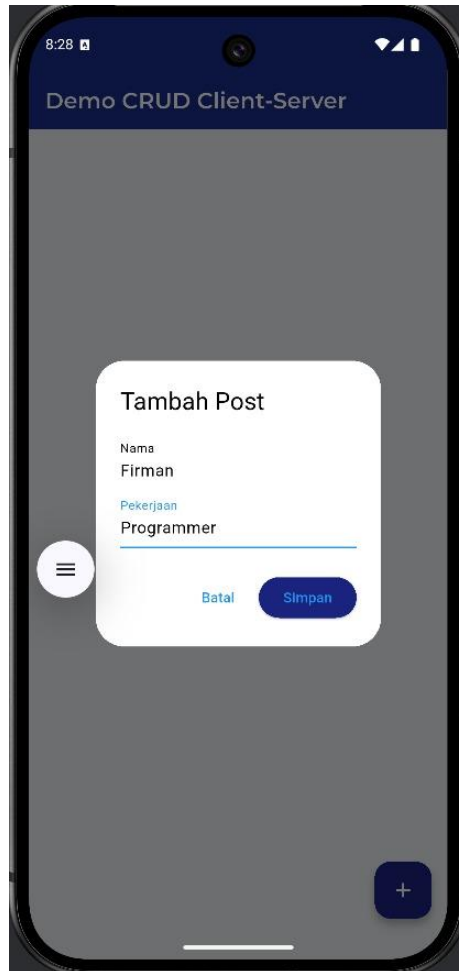 8:28
Demo CRUD Client-Server
Tambah Post
Nama
Firman
Pekerjaan
Programmer
Batal SImpan
+